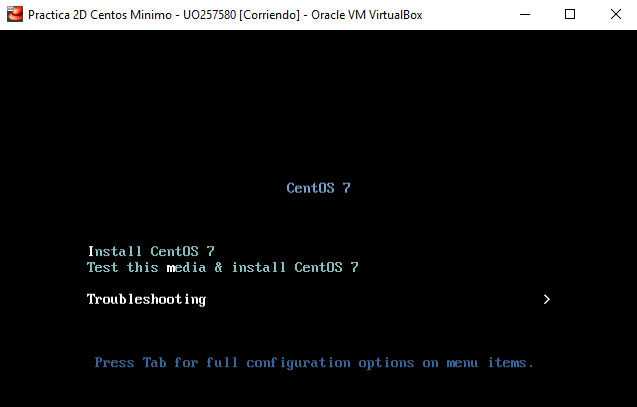 Practica 2D Centos Minimo - UO257580 [Corriendo] - Oracle VM VirtualBox
CentOS 7
Install CentOS 7
Test this media & install CentOS 7
Troubleshooting >
Press Tab for full configuration options on menu items.